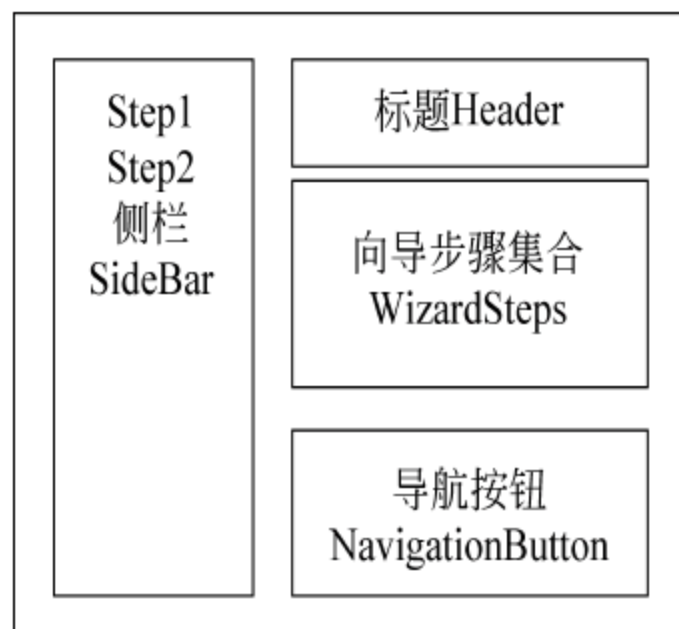 Step1
Step2
侧栏
SideBar
标题Header
向导步骤集合
WizardSteps
导航按钮
NavigationButton